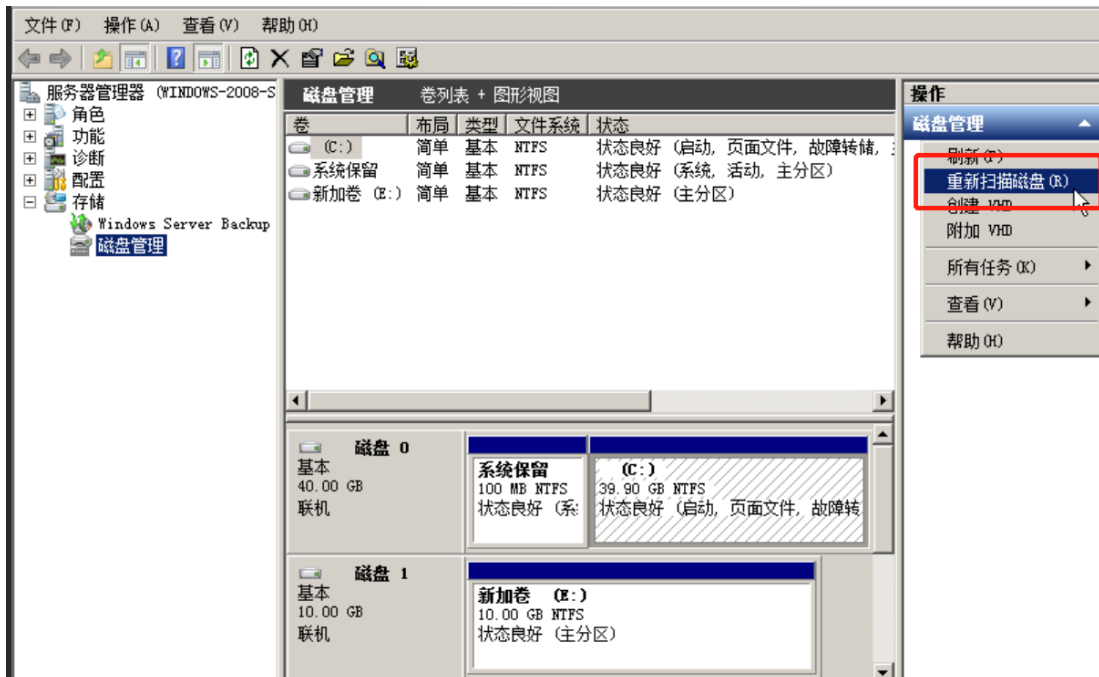 文件(F) 操作(A) 查看(V) 帮助(H)
服务器管理器 (WINDOWS-2008-S
角色
功能
诊断
配置
存储
Windows Server Backup
磁盘管理
磁盘管理 卷列表 + 图形视图
卷 布局 类型 文件系统 状态
(C:) 简单 基本 NTFS 状态良好 (启动, 页面文件, 故障转储,
系统保留 简单 基本 NTFS 状态良好 (系统, 活动, 主分区)
新加卷 (E:) 简单 基本 NTFS 状态良好 (主分区)
磁盘 0
基本
40.00 GB
联机
系统保留
100 MB NTFS
状态良好 (系
(C:)
39.90 GB NTFS
状态良好 (启动, 页面文件, 故障转
磁盘 1
基本
10.00 GB
联机
新加卷 (E:)
10.00 GB NTFS
状态良好 (主分区)
操作
磁盘管理
刷新(F)
重新扫描磁盘(R)
创建 VHD
附加 VHD
所有任务(K)
查看(V)
帮助(H)